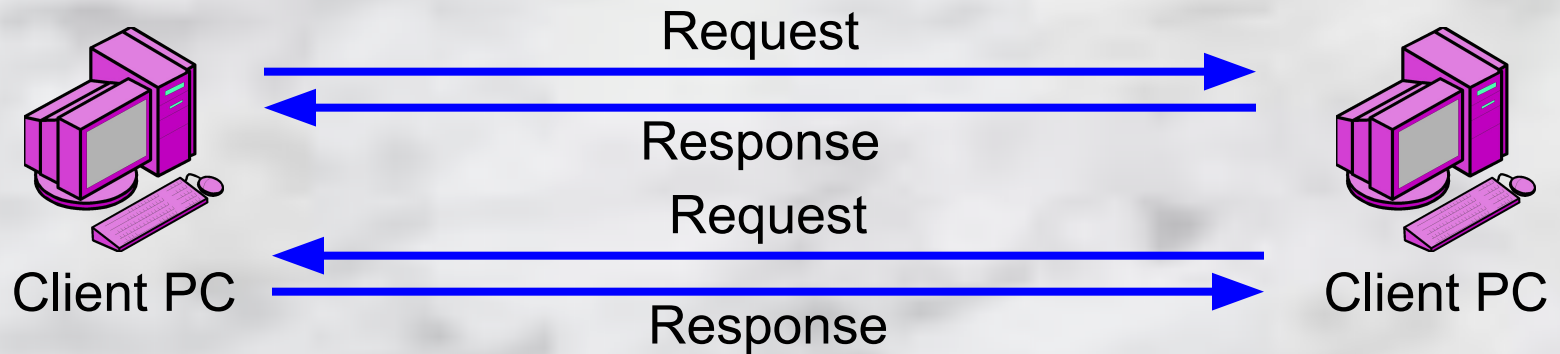 Request
Response
Request
Client PC
Client PC
Response